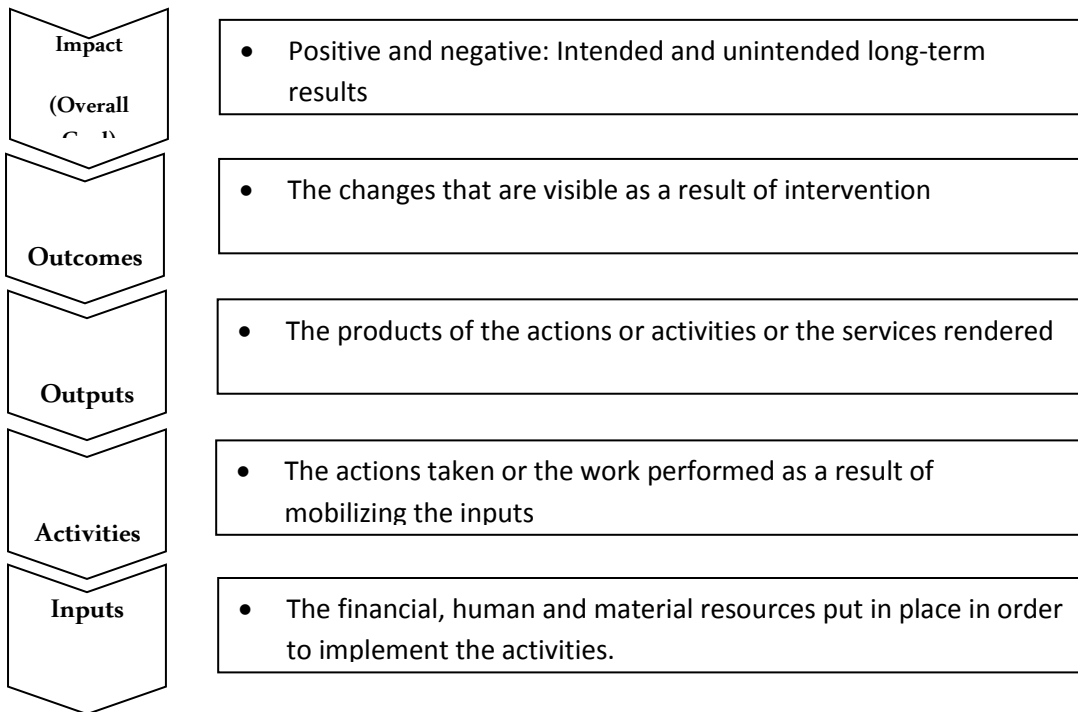 Impact
(Overall
• Positive and negative: Intended and unintended long-term
results
Outcomes
• The changes that are visible as a result of intervention
Outputs
• The products of the actions or activities or the services rendered
Activities
• The actions taken or the work performed as a result of
mobilizing the inputs
Inputs
• The financial, human and material resources put in place in order
to implement the activities.